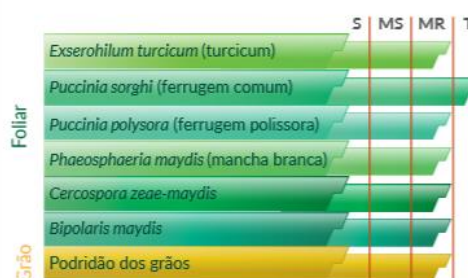 S MS MR T
Exserohilum turcicum (turcicum)
Puccinia sorghi (ferrugem comum)
Puccinia polysora (ferrugem polissora)
Phaeosphaeria maydis (mancha branca)
Cercospora zeae-maydis
Bipolaris maydis
Podridão dos grãos
Foliar
Grão